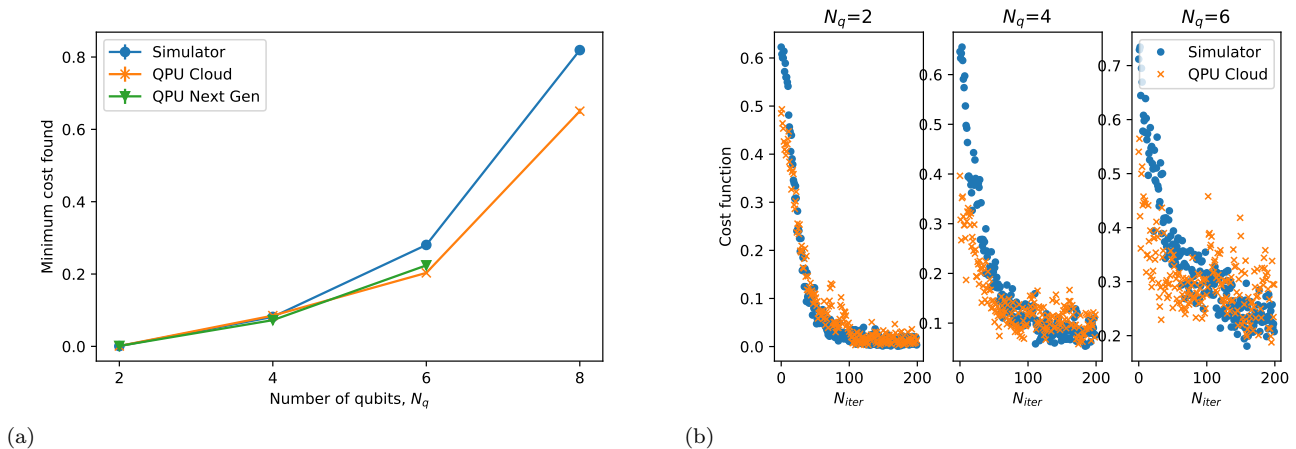 Simulator
QPU Cloud
QPU Next Gen
Minimum cost found
0.8
0.6
0.4
0.2
0.0
2 4 6 8
Number of qubits, N_q
(a)
N_q=2
Cost function
0.6
0.5
0.4
0.3
0.2
0.1
0.0
0 100 200
N_iter
N_q=4
0.6
0.5
0.4
0.3
0.2
0.1
0 100 200
N_iter
N_q=6
Simulator
QPU Cloud
0.7
0.6
0.5
0.4
0.3
0.2
0 100 200
N_iter
(b)